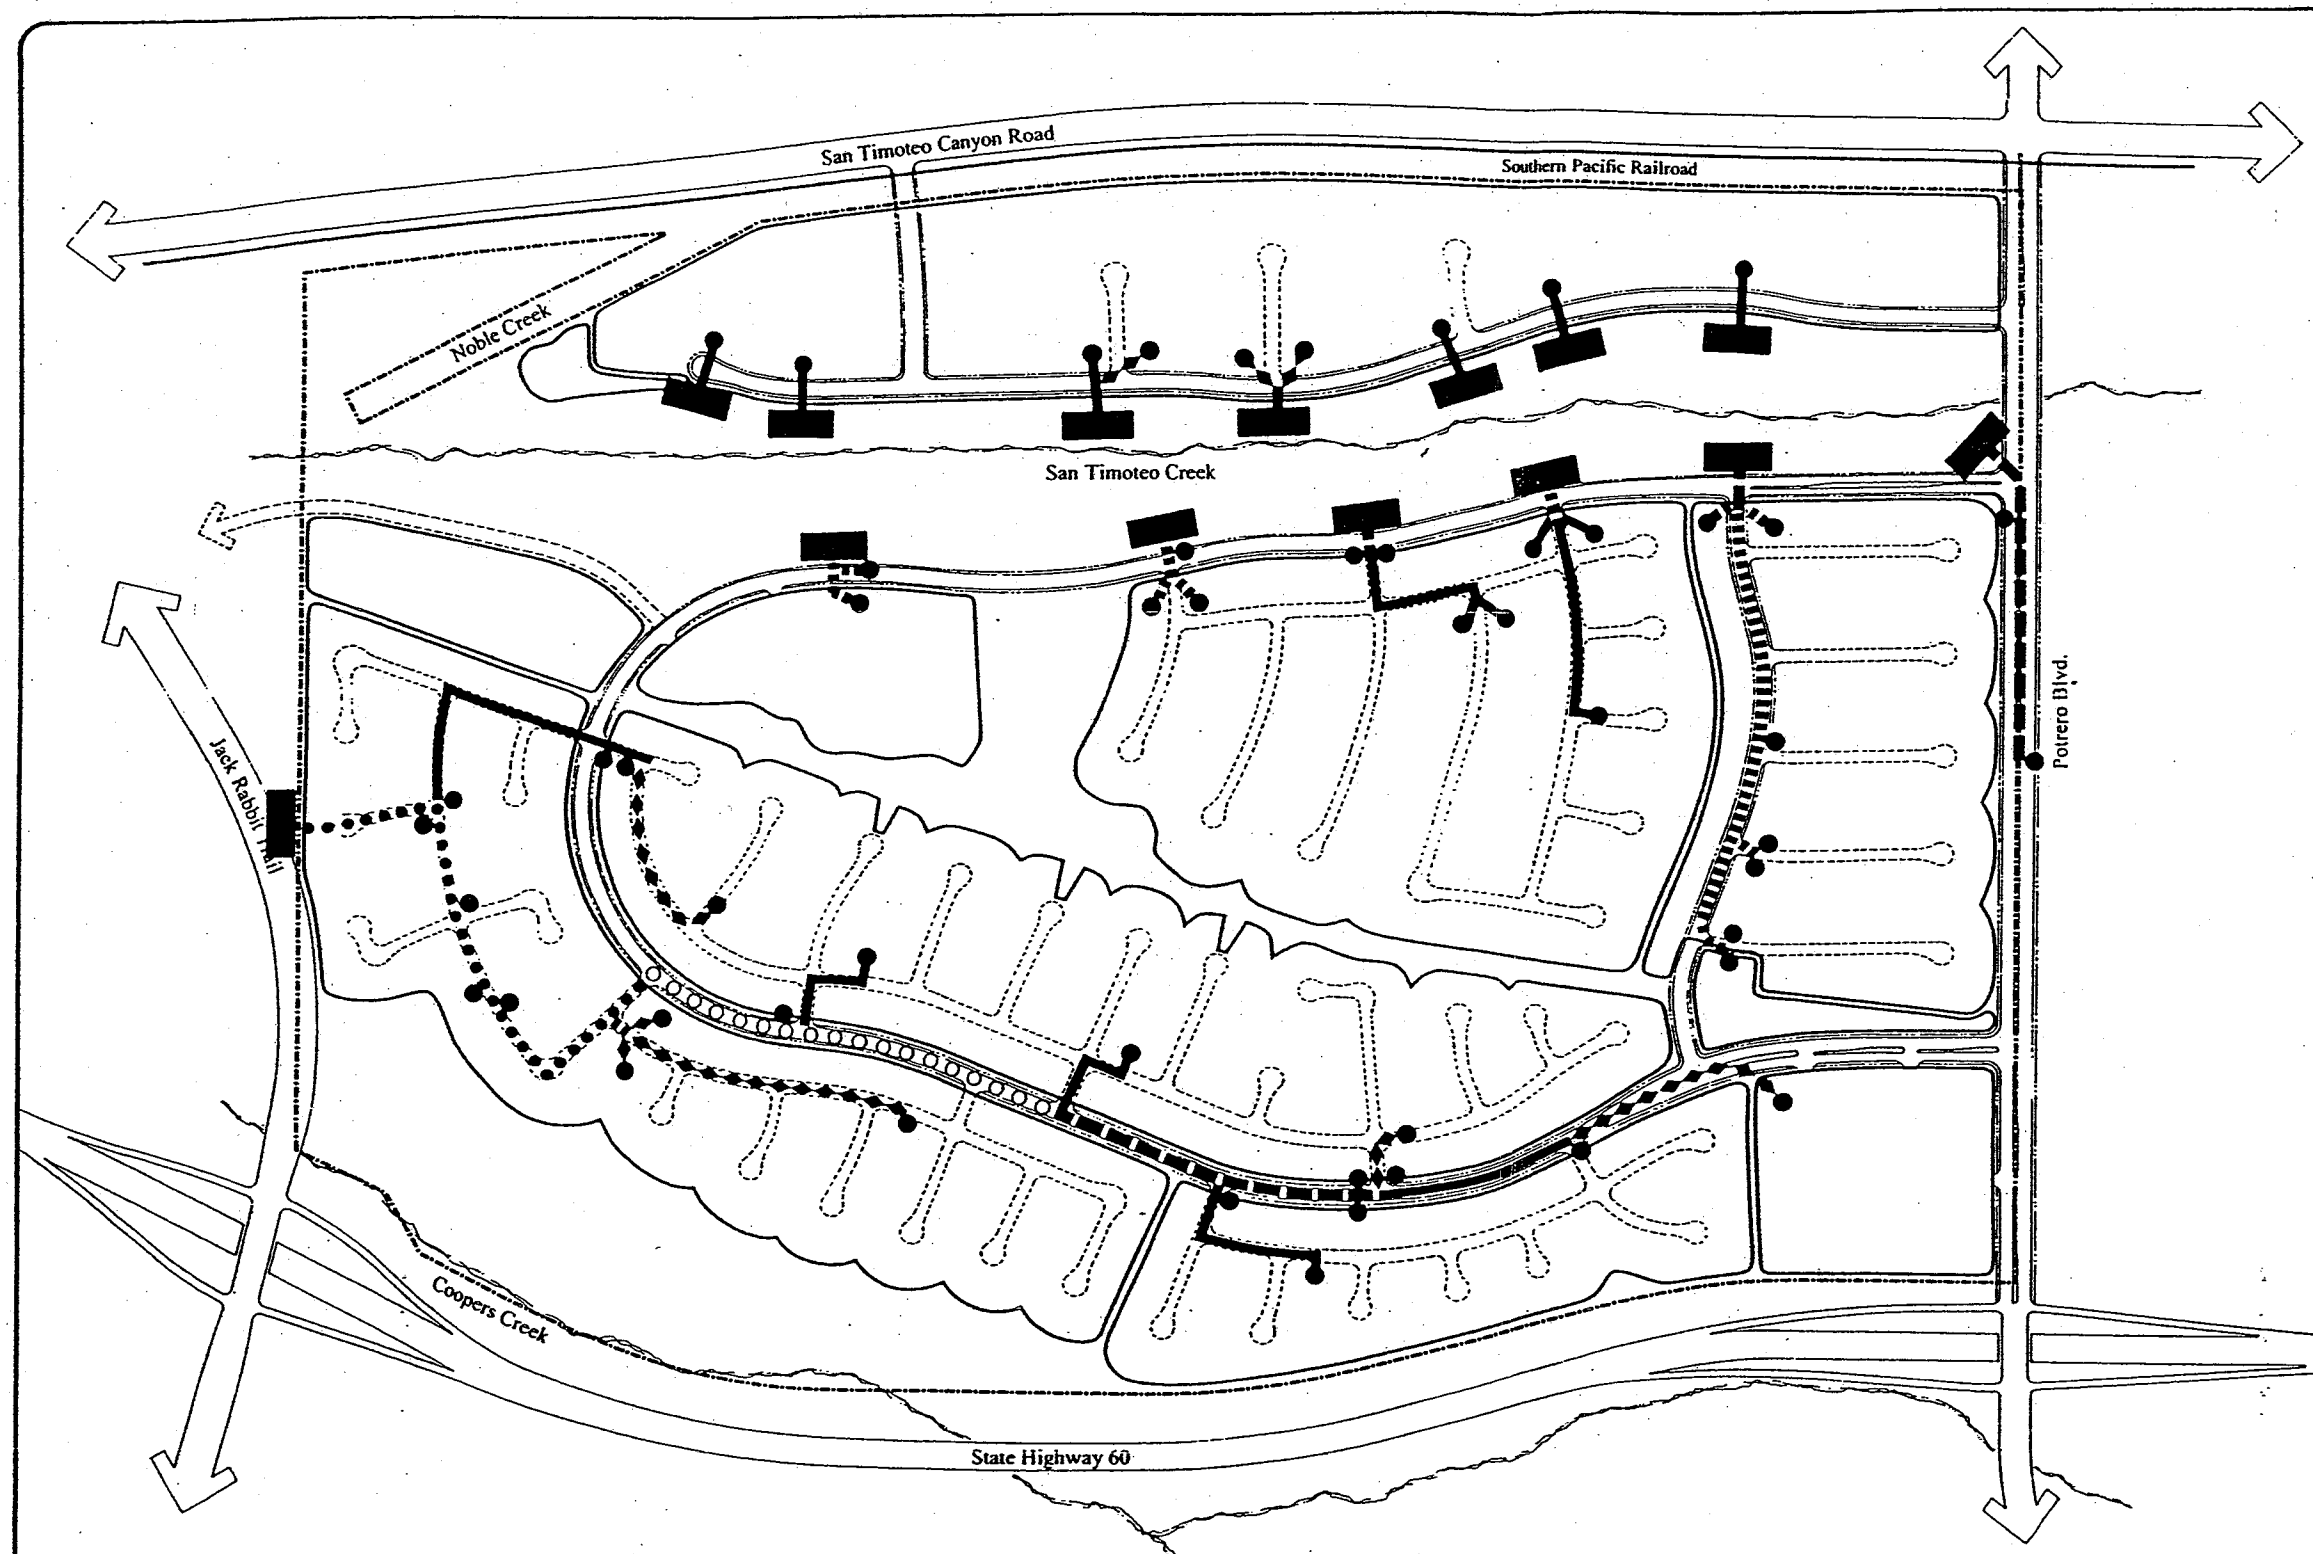 San Timoteo Canyon Road
Southern Pacific Railroad
Noble Creek
San Timoteo Creek
Potrero Blvd.
Jack Rabbit Trail
Coopers Creek
State Highway 60